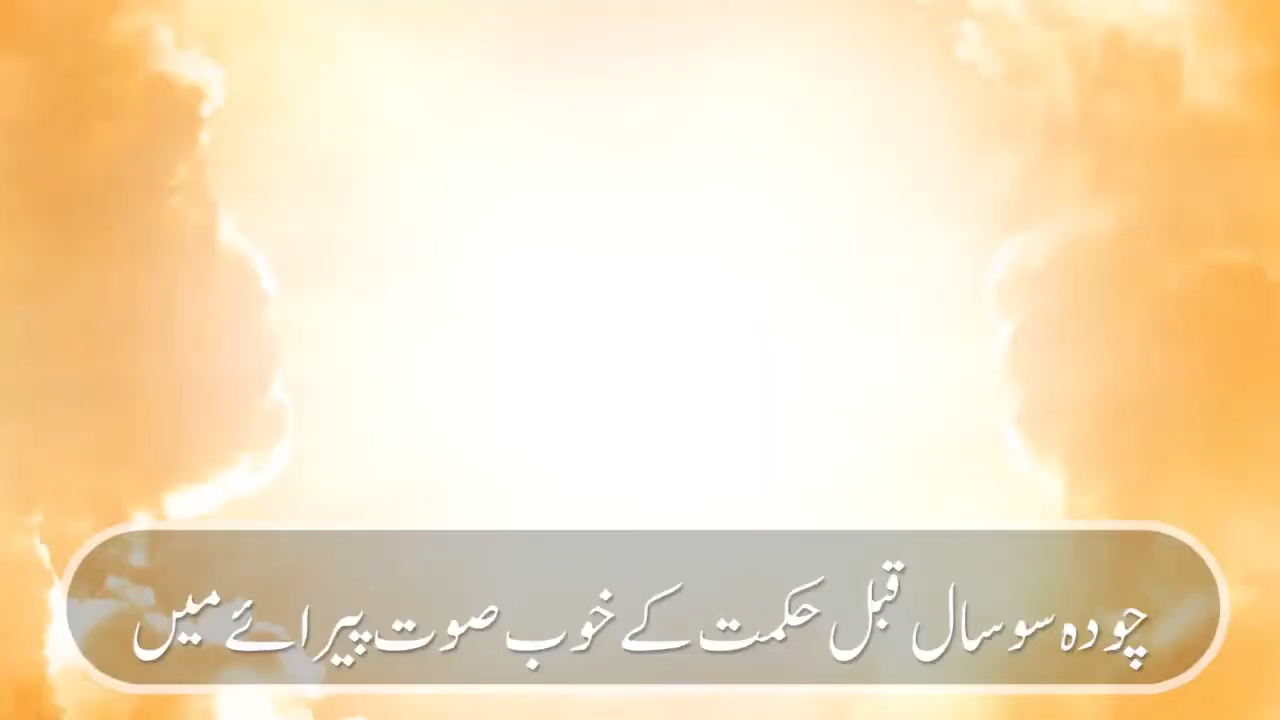 چودہ سو سال قبل حکمت کے خوب صوت پیرائے میں